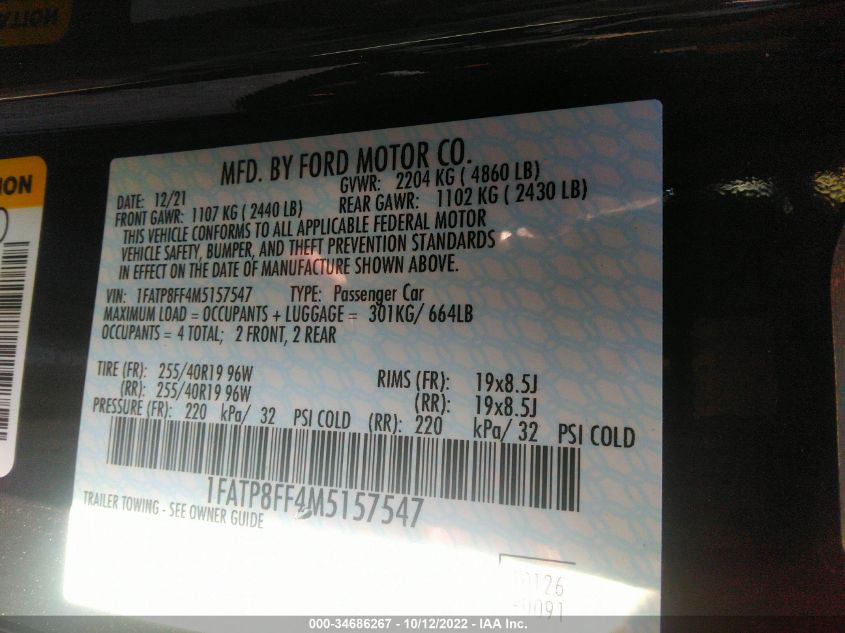 NOITUA
ION
MFD. BY FORD MOTOR CO.
DATE: 12/21 GVWR: 2204 KG ( 4860 LB)
FRONT GAWR: 1107 KG ( 2440 LB) REAR GAWR: 1102 KG ( 2430 LB)
THIS VEHICLE CONFORMS TO ALL APPLICABLE FEDERAL MOTOR
VEHICLE SAFETY, BUMPER, AND THEFT PREVENTION STANDARDS
IN EFFECT ON THE DATE OF MANUFACTURE SHOWN ABOVE.
VIN: 1FATP8FF4M5157547 TYPE: Passenger Car
MAXIMUM LOAD = OCCUPANTS + LUGGAGE = 301KG/ 664LB
OCCUPANTS = 4 TOTAL; 2 FRONT, 2 REAR
TIRE (FR): 255/40R19 96W RIMS (FR): 19x8.5J
(RR): 255/40R19 96W (RR): 19x8.5J
PRESSURE (FR): 220 kPa/ 32 PSI COLD (RR): 220 kPa/ 32 PSI COLD
1FATP8FF4M5157547
TRAILER TOWING - SEE OWNER GUIDE
000-34686267 - 10/12/2022 - IAA Inc.